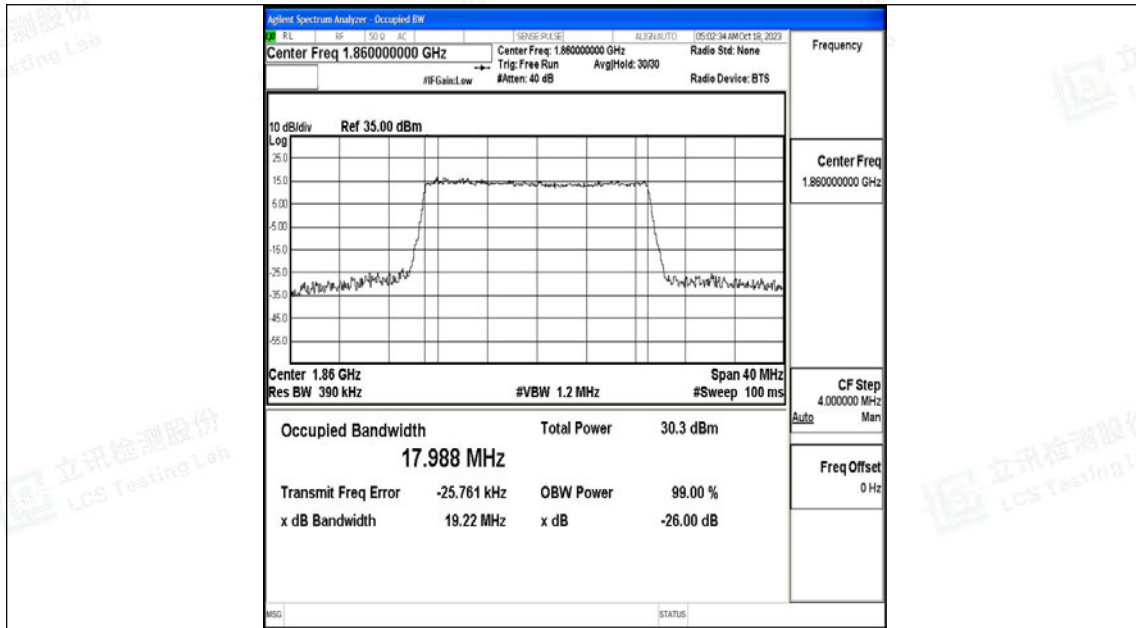 Agilent Spectrum Analyzer - Occupied BW
RL RF 50 Ω AC SENSE:PULSE ALIGNAUTO 05:02:34 AM Oct 18, 2023
Center Freq 1.860000000 GHz
Center Freq: 1.860000000 GHz Radio Std: None
Trig: Free Run Avg|Hold: 30/30
#IFGain:Low #Atten: 40 dB Radio Device: BTS
10 dB/div Ref 35.00 dBm
Log
25.0
15.0
5.00
-5.00
-15.0
-25.0
-35.0
-45.0
-55.0
Center 1.86 GHz Span 40 MHz
Res BW 390 kHz #VBW 1.2 MHz #Sweep 100 ms
Occupied Bandwidth Total Power 30.3 dBm
17.988 MHz
Transmit Freq Error -25.761 kHz OBW Power 99.00 %
x dB Bandwidth 19.22 MHz x dB -26.00 dB
MSG STATUS
Frequency
Center Freq
1.860000000 GHz
CF Step
4.000000 MHz
Auto Man
Freq Offset
0 Hz
立讯检测股份
LCS Testing Lab
立讯检测股份
LCS Testing L
测股份
esting Lab
立